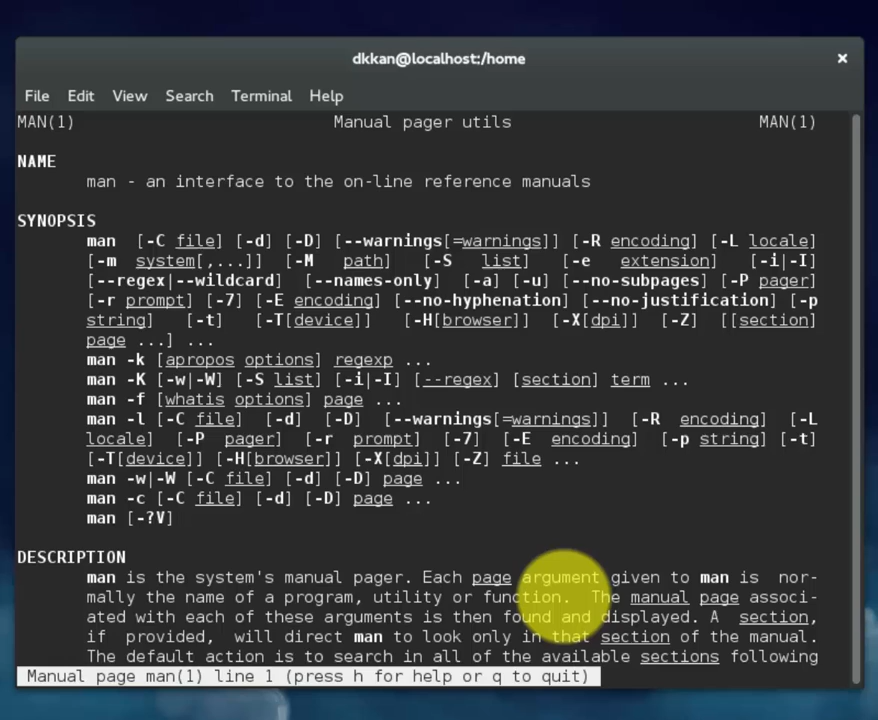 dkkan@localhost:/home
File Edit View Search Terminal Help
MAN(1) Manual pager utils MAN(1)
NAME
man - an interface to the on-line reference manuals
SYNOPSIS
man [-C file] [-d] [-D] [--warnings[=warnings]] [-R encoding] [-L locale]
[-m system[,...]] [-M path] [-S list] [-e extension] [-i|-I]
[--regex|--wildcard] [--names-only] [-a] [-u] [--no-subpages] [-P pager]
[-r prompt] [-7] [-E encoding] [--no-hyphenation] [--no-justification] [-p
string] [-t] [-T[device]] [-H[browser]] [-X[dpi]] [-Z] [[section]
page ...] ...
man -k [apropos options] regexp ...
man -K [-w|-W] [-S list] [-i|-I] [--regex] [section] term ...
man -f [whatis options] page ...
man -l [-C file] [-d] [-D] [--warnings[=warnings]] [-R encoding] [-L
locale] [-P pager] [-r prompt] [-7] [-E encoding] [-p string] [-t]
[-T[device]] [-H[browser]] [-X[dpi]] [-Z] file ...
man -w|-W [-C file] [-d] [-D] page ...
man -c [-C file] [-d] [-D] page ...
man [-?V]
DESCRIPTION
man is the system's manual pager. Each page argument given to man is nor-
mally the name of a program, utility or function. The manual page associ-
ated with each of these arguments is then found and displayed. A section,
if provided, will direct man to look only in that section of the manual.
The default action is to search in all of the available sections following
Manual page man(1) line 1 (press h for help or q to quit)